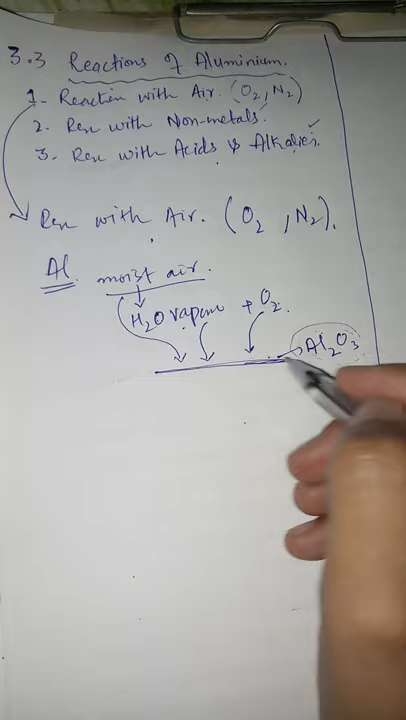 3.3 Reactions of Aluminium.
1- Reaction with Air. (O2, N2)
2. Rxn with Non-metals.
3- Rxn with Acids & Alkalies.
Rxn with Air. (O2, N2).
Al. moist air.
H2O vapour + O2.
Al2O3